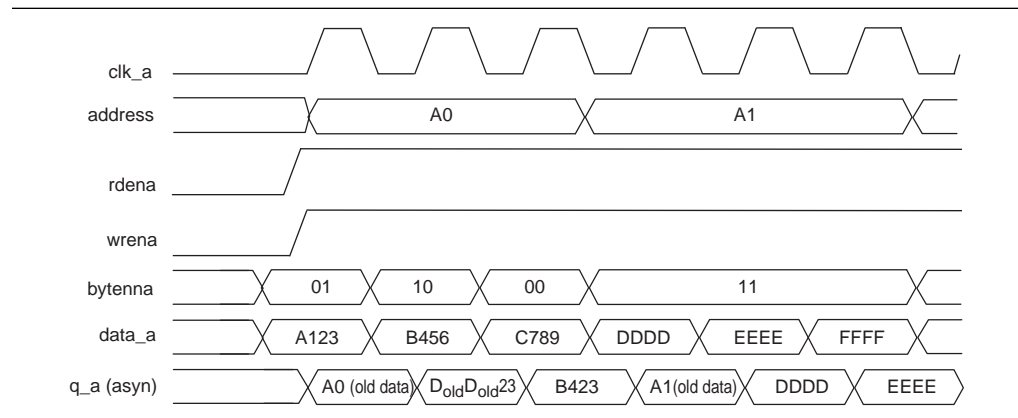 clk_a
address A0 A1
rdena
wrena
bytenna 01 10 00 11
data_a A123 B456 C789 DDDD EEEE FFFF
q_a (asyn) A0 (old data) DoldDold23 B423 A1(old data) DDDD EEEE